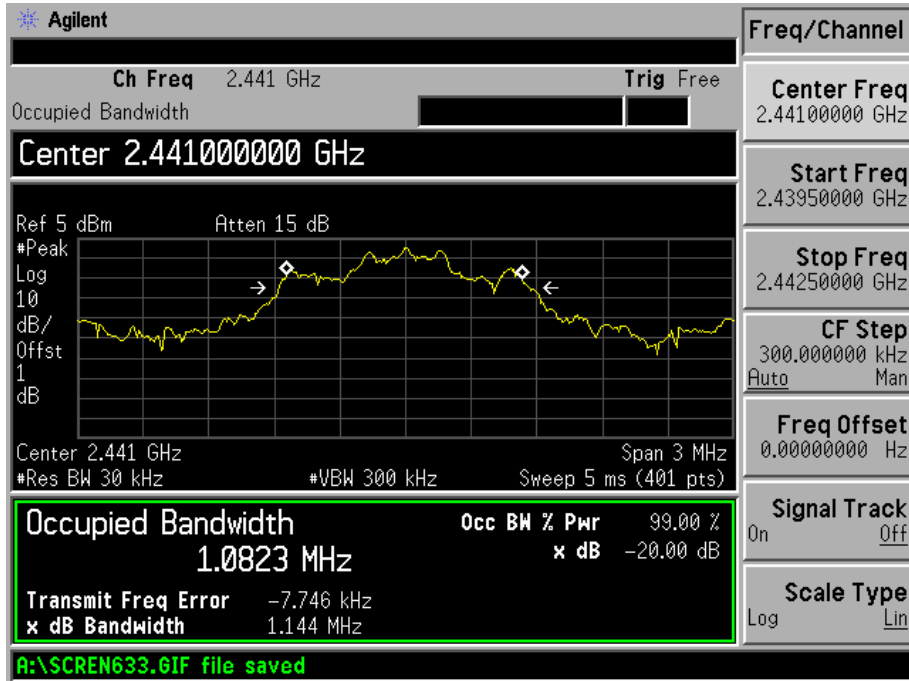 Agilent
Ch Freq 2.441 GHz Trig Free
Occupied Bandwidth
Center 2.441000000 GHz
Ref 5 dBm Atten 15 dB
#Peak
Log
10
dB/
Offst
1
dB
Center 2.441 GHz Span 3 MHz
#Res BW 30 kHz #VBW 300 kHz Sweep 5 ms (401 pts)
Occupied Bandwidth Occ BW % Pwr 99.00 %
1.0823 MHz x dB -20.00 dB
Transmit Freq Error -7.746 kHz
x dB Bandwidth 1.144 MHz
A:\SCREN633.GIF file saved
Freq/Channel
Center Freq
2.44100000 GHz
Start Freq
2.43950000 GHz
Stop Freq
2.44250000 GHz
CF Step
300.000000 kHz
Auto Man
Freq Offset
0.00000000 Hz
Signal Track
On Off
Scale Type
Log Lin